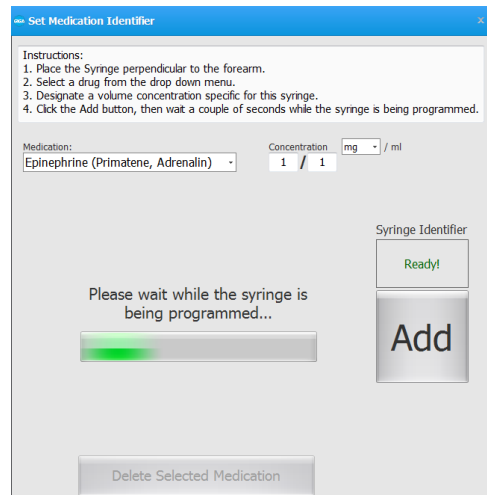 Set Medication Identifier x
Instructions:
1. Place the Syringe perpendicular to the forearm.
2. Select a drug from the drop down menu.
3. Designate a volume concentration specific for this syringe.
4. Click the Add button, then wait a couple of seconds while the syringe is being programmed.
Medication:
Epinephrine (Primatene, Adrenalin)
Concentration
1 / 1 mg / ml
Syringe Identifier
Ready!
Please wait while the syringe is
being programmed...
Add
Delete Selected Medication